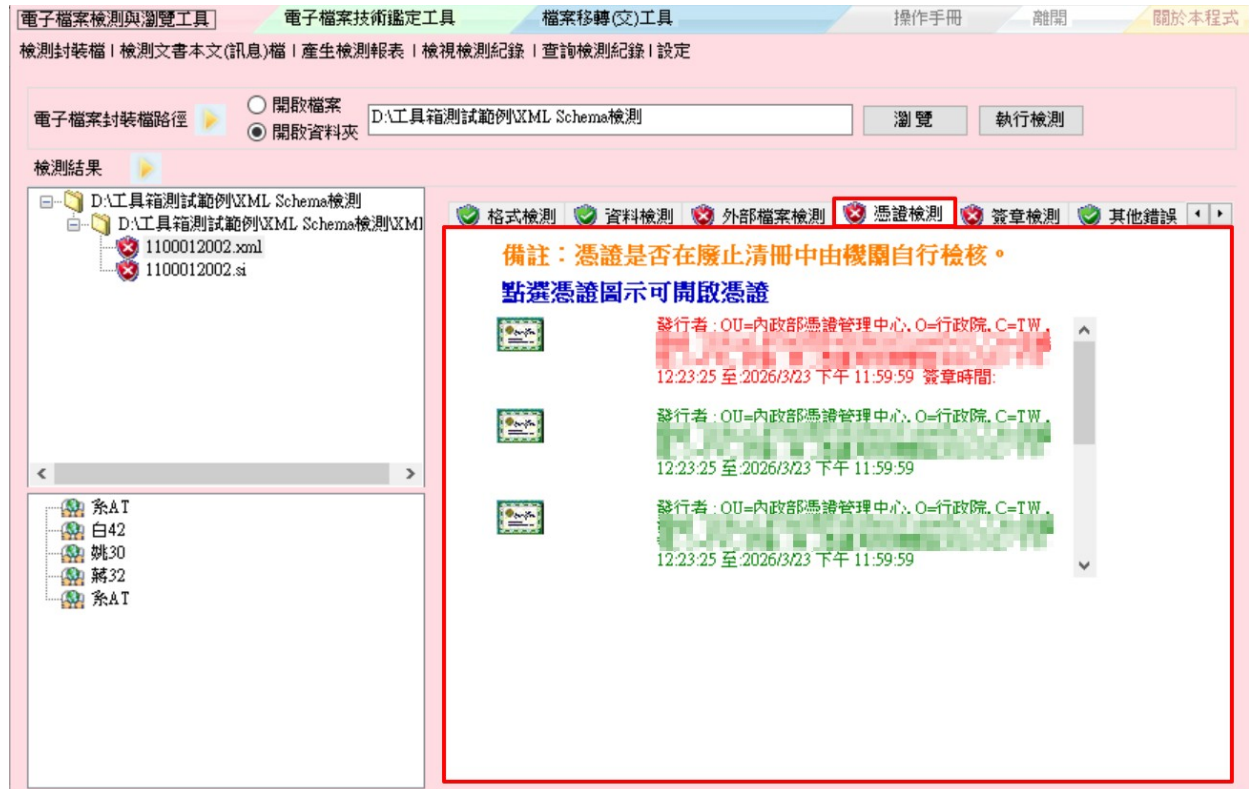 電子檔案檢測與瀏覽工具 電子檔案技術鑑定工具 檔案移轉(交)工具 操作手冊 離開 關於本程式
檢測封裝檔 | 檢測文書本文(訊息)檔 | 產生檢測報表 | 檢視檢測紀錄 | 查詢檢測紀錄 | 設定
電子檔案封裝檔路徑
開啟檔案
開啟資料夾
D:\工具箱測試範例\XML Schema檢測
瀏覽
執行檢測
檢測結果
D:\工具箱測試範例\XML Schema檢測
D:\工具箱測試範例\XML Schema檢測\XMl
1100012002.xml
1100012002.si
糸AT
白42
姚30
蔣32
糸AT
格式檢測 資料檢測 外部檔案檢測 憑證檢測 簽章檢測 其他錯誤
備註：憑證是否在廢止清冊中由機關自行檢核。
點選憑證圖示可開啟憑證
發行者 : OU=內政部憑證管理中心, O=行政院, C=TW ,
12:23:25 至:2026/3/23 下午 11:59:59 簽章時間:
發行者 : OU=內政部憑證管理中心, O=行政院, C=TW ,
12:23:25 至:2026/3/23 下午 11:59:59
發行者 : OU=內政部憑證管理中心, O=行政院, C=TW ,
12:23:25 至:2026/3/23 下午 11:59:59